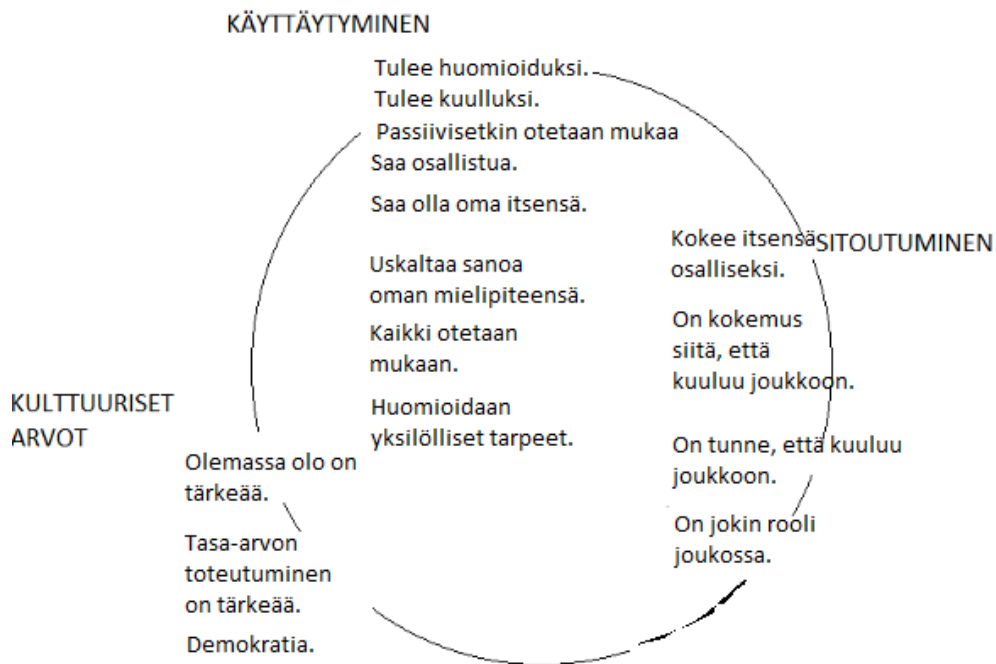 KÄYTTÄYTYMINEN
Tulee huomioiduksi.
Tulee kuulluksi.
Passiivisetkin otetaan mukaa
Saa osallistua.
Saa olla oma itsensä.
Uskaltaa sanoa
oman mielipiteensä.
Kaikki otetaan
mukaan.
Huomioidaan
yksilölliset tarpeet.
SITOUTUMINEN
Kokee itsensä
osalliseksi.
On kokemus
siitä, että
kuuluu joukkoon.
On tunne, että kuuluu
joukkoon.
On jokin rooli
joukossa.
KULTTUURISET
ARVOT
Olemassa olo on
tärkeää.
Tasa-arvon
toteutuminen
on tärkeää.
Demokratia.